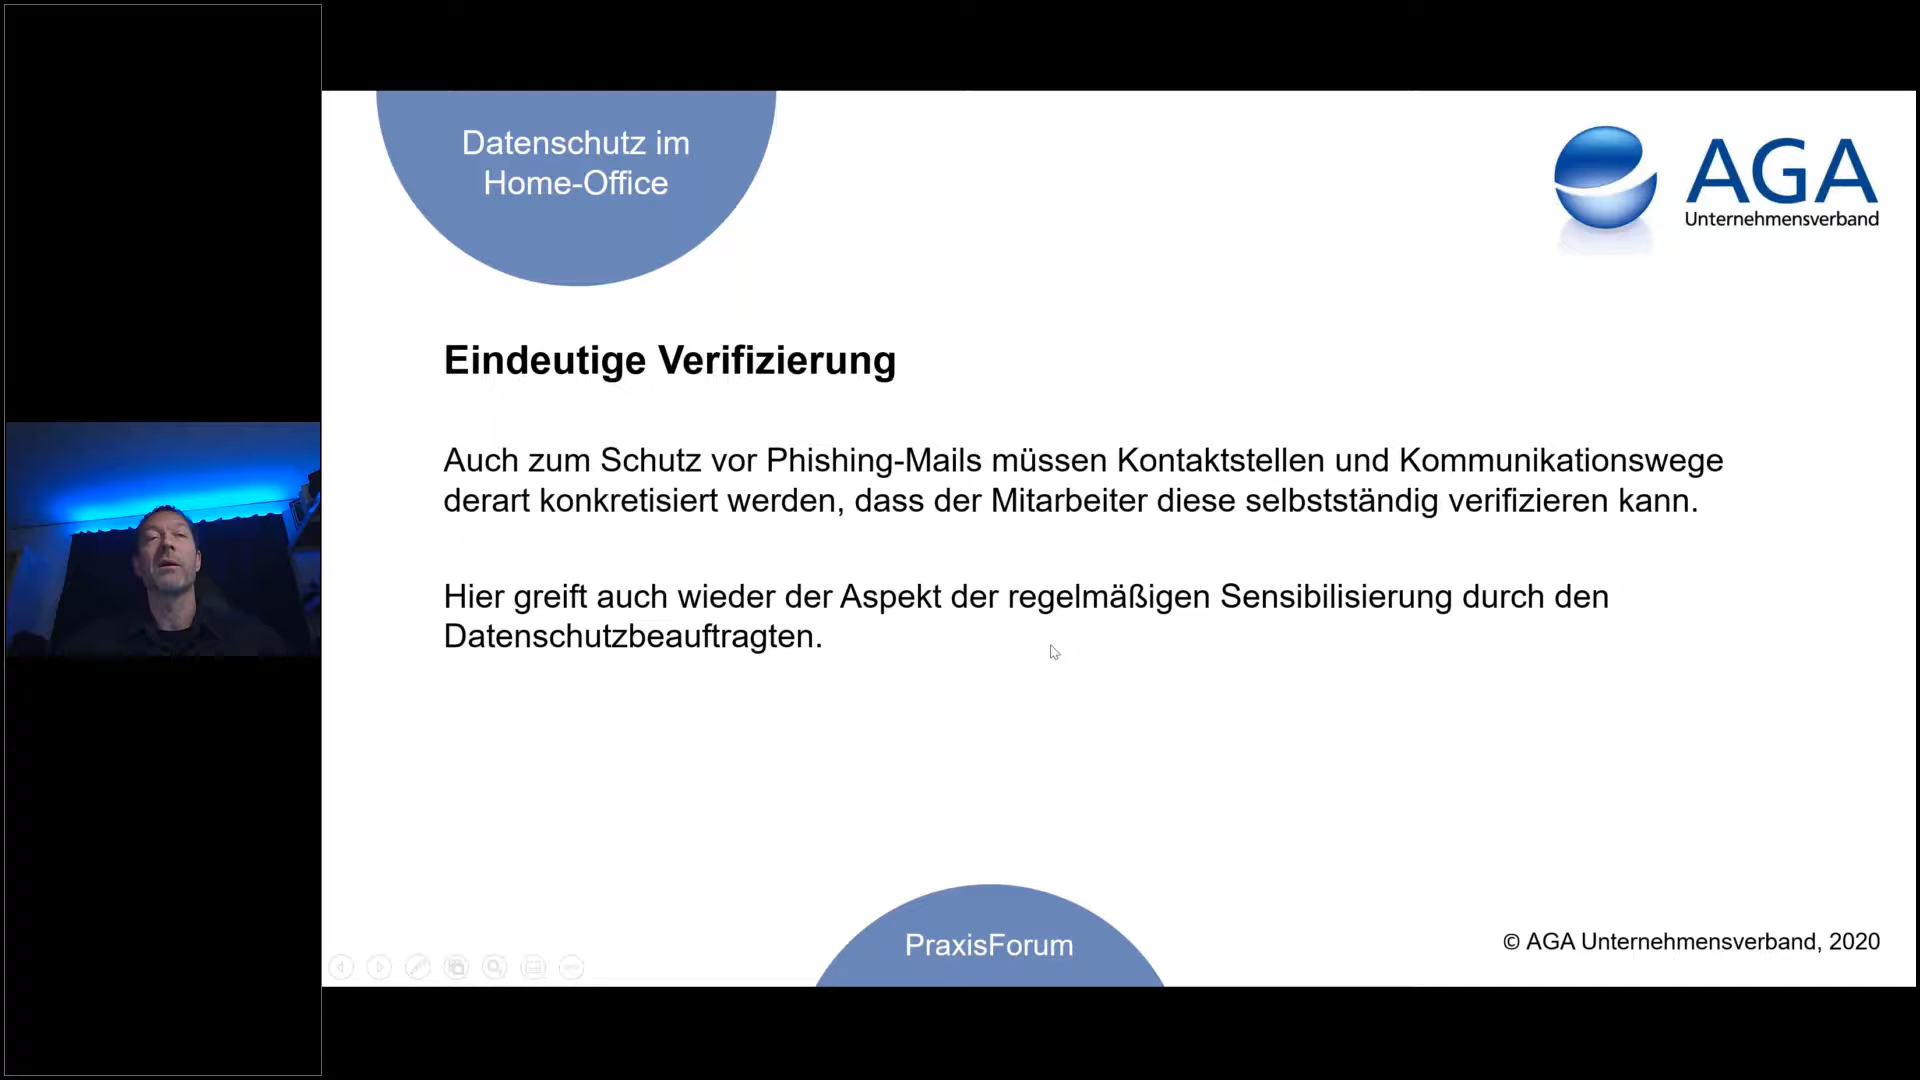 Datenschutz im
Home-Office
AGA
Unternehmensverband
Eindeutige Verifizierung
Auch zum Schutz vor Phishing-Mails müssen Kontaktstellen und Kommunikationswege
derart konkretisiert werden, dass der Mitarbeiter diese selbstständig verifizieren kann.
Hier greift auch wieder der Aspekt der regelmäßigen Sensibilisierung durch den
Datenschutzbeauftragten.
PraxisForum
© AGA Unternehmensverband, 2020